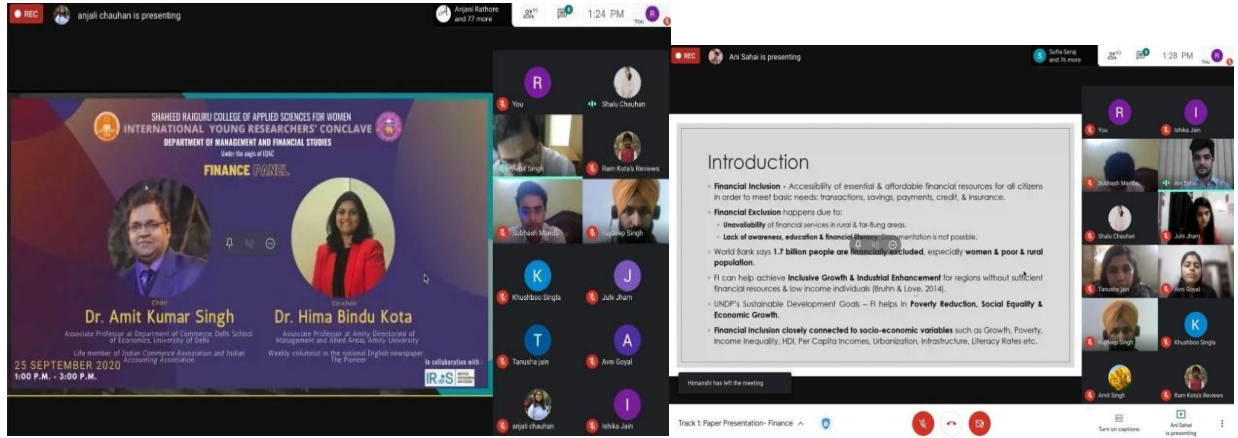 REC
anjali chauhan is presenting
Anjani Rathore
and 77 more
1:24 PM
You
R
SHAHEED RAJGURU COLLEGE OF APPLIED SCIENCES FOR WOMEN
INTERNATIONAL YOUNG RESEARCHERS' CONCLAVE
DEPARTMENT OF MANAGEMENT AND FINANCIAL STUDIES
Under the aegis of IQAC
FINANCE PANEL
Chair
Dr. Amit Kumar Singh
Associate Professor at Department of Commerce Delhi School
of Economics, University of Delhi
Life member of Indian Commerce Association and Indian
Accounting Association
Co-chair
Dr. Hima Bindu Kota
Associate Professor at Amity Directorate of
Management and Allied Areas, Amity University
Weekly columnist in the national English newspaper
The Pioneer
25 SEPTEMBER 2020
1:00 P.M. - 3:00 P.M.
In collaboration with :
R
You
Shalu Chauhan
Amit Singh
Ram Kota's Reviews
Subhash Manda
Rajdeep Singh
K
Khushboo Singla
J
Juhi Jham
T
Tanusha jain
A
Avni Goyal
anjali chauhan
I
Ishika Jain
REC
Ani Sahai is presenting
S
Sofia Seraj
and 76 more
1:28 PM
You
R
Introduction
Financial Inclusion - Accessibility of essential & affordable financial resources for all citizens
in order to meet basic needs: transactions, savings, payments, credit, & insurance.
Financial Exclusion happens due to:
Unavailability of financial services in rural & far-flung areas.
Lack of awareness, education & financial literacy: Documentation is not possible.
World Bank says 1.7 billion people are financially excluded, especially women & poor & rural
population.
FI can help achieve Inclusive Growth & Industrial Enhancement for regions without sufficient
financial resources & low income individuals (Bruhn & Love, 2014).
UNDP's Sustainable Development Goals – FI helps in Poverty Reduction, Social Equality &
Economic Growth.
Financial Inclusion closely connected to socio-economic variables such as Growth, Poverty,
Income Inequality, HDI, Per Capita Incomes, Urbanization, Infrastructure, Literacy Rates etc.
Himanshi has left the meeting
R
You
I
Ishika Jain
Subhash Manda
Ani Sahai
Shalu Chauhan
Juhi Jham
Tanusha jain
Avni Goyal
Rajdeep Singh
K
Khushboo Singla
Amit Singh
Ram Kota's Reviews
Track 1: Paper Presentation- Finance
Turn on captions
Ani Sahai
is presenting